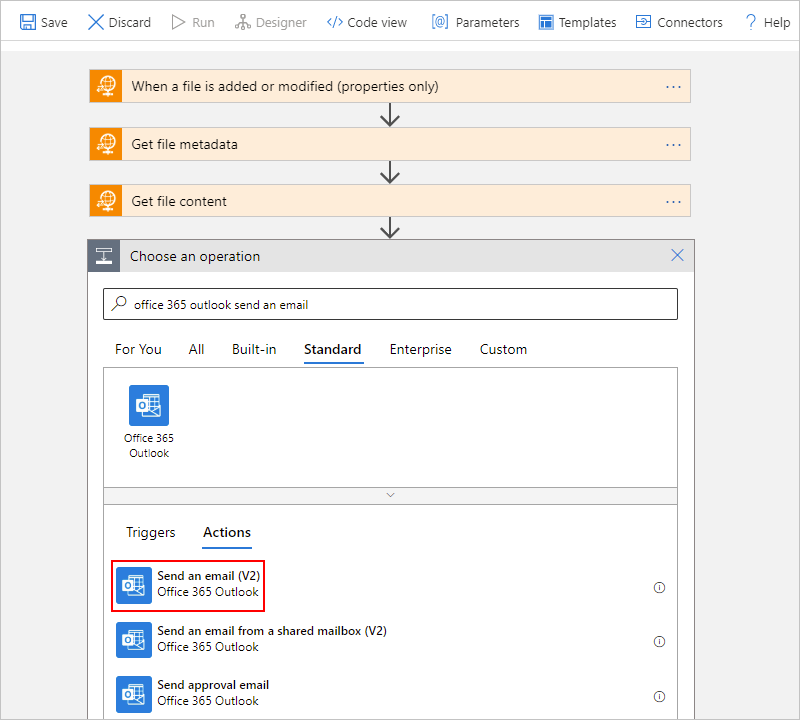 Save Discard Run Designer Code view Parameters Templates Connectors Help
When a file is added or modified (properties only)
Get file metadata
Get file content
Choose an operation
office 365 outlook send an email
For You All Built-in Standard Enterprise Custom
Office 365
Outlook
Triggers Actions
Send an email (V2)
Office 365 Outlook
Send an email from a shared mailbox (V2)
Office 365 Outlook
Send approval email
Office 365 Outlook